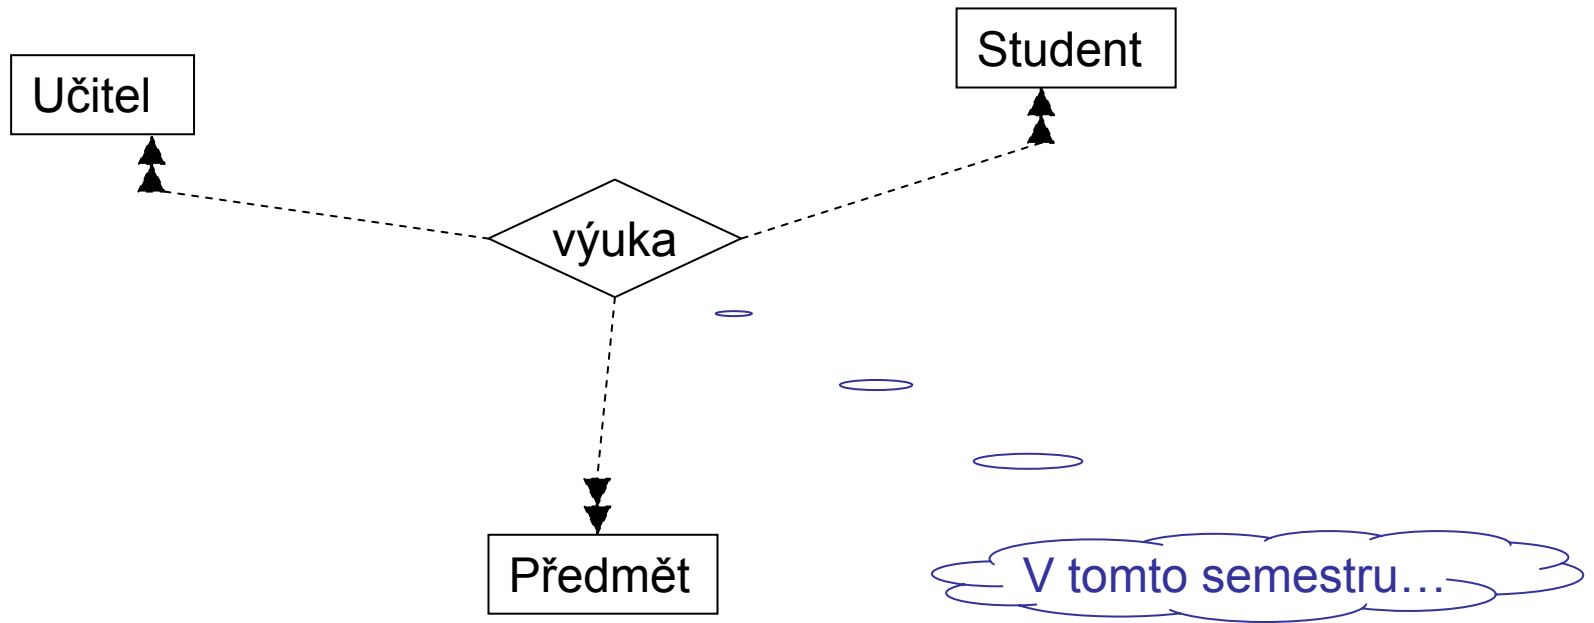 Student
Učitel
výuka
Předmět
V tomto semestru…